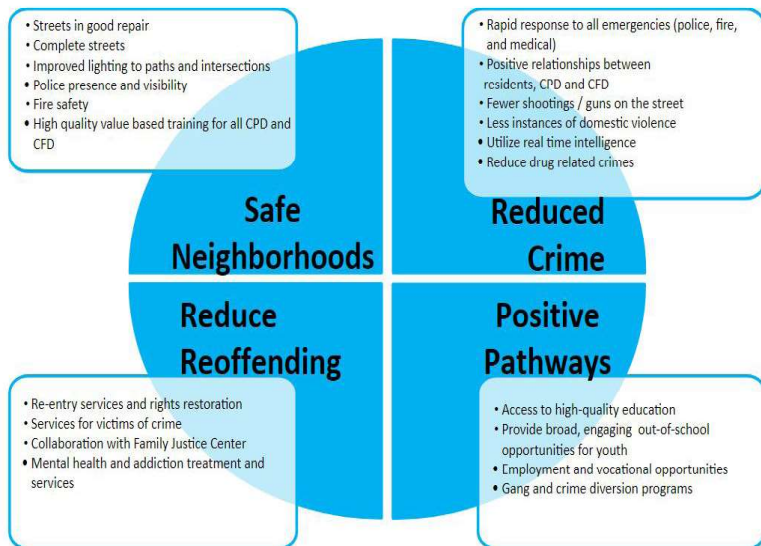 • Streets in good repair
• Complete streets
• Improved lighting to paths and intersections
• Police presence and visibility
• Fire safety
• High quality value based training for all CPD and
CFD
• Rapid response to all emergencies (police, fire,
and medical)
• Positive relationships between
residents, CPD and CFD
• Fewer shootings / guns on the street
• Less instances of domestic violence
• Utilize real time intelligence
• Reduce drug related crimes
Safe
Neighborhoods
Reduced
Crime
Reduce
Reoffending
Positive
Pathways
• Re-entry services and rights restoration
• Services for victims of crime
• Collaboration with Family Justice Center
• Mental health and addiction treatment and
services
• Access to high-quality education
• Provide broad, engaging out-of-school
opportunities for youth
• Employment and vocational opportunities
• Gang and crime diversion programs